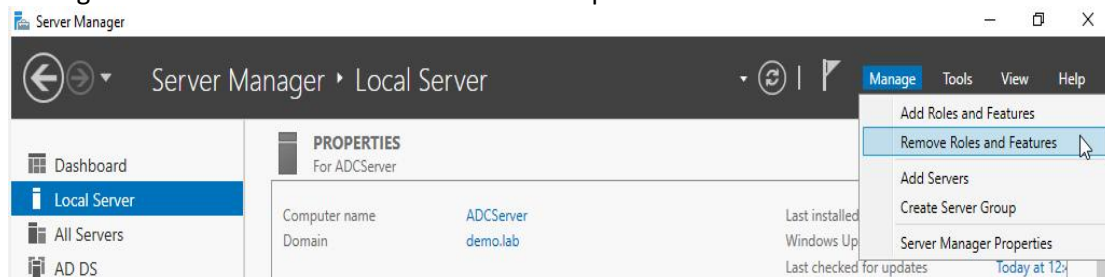 Server Manager
Server Manager • Local Server
Manage Tools View Help
Add Roles and Features
Remove Roles and Features
Add Servers
Create Server Group
Server Manager Properties
Dashboard
Local Server
All Servers
AD DS
PROPERTIES
For ADCServer
Computer name ADCServer
Domain demo.lab
Last installed
Windows Up
Last checked for updates Today at 12: